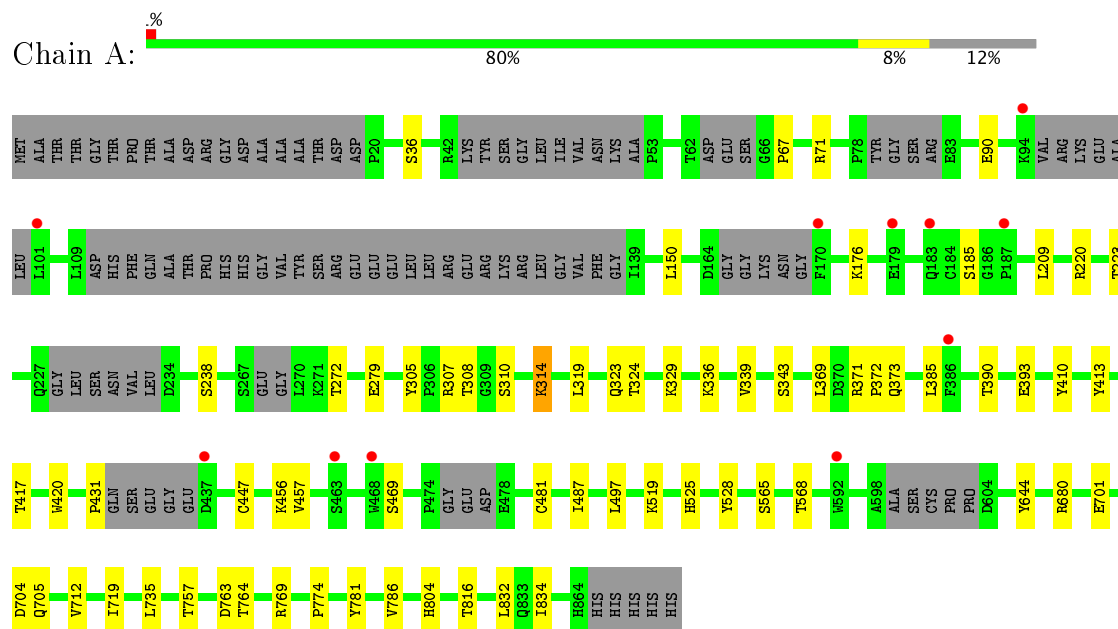 .%
Chain A:
80% 8% 12%
MET ALA THR THR GLY THR PRO THR ALA ASP ARG GLY ASP ALA ALA ALA THR ASP ASP P20 S36 R42 LYS TYR SER GLY LEU ILE VAL ASN LYS ALA P53 T62 ASP GLU SER G66 P67 R71 P78 TYR GLY SER ARG E83 E90 K94 VAL ARG LYS GLU ALA
LEU L101 L109 ASP HIS PHE GLN ALA THR PRO HIS HIS GLY VAL TYR SER ARG GLU GLU GLU LEU LEU ARG GLU ARG LYS ARG LEU GLY VAL PHE GLY I139 L150 D164 GLY GLY LYS ASN GLY F170 K176 E179 Q183 C184 S185 G186 P187 L209 R220 T223
Q227 GLY LEU SER ASN VAL LEU D234 S238 S267 GLU GLY L270 K271 T272 E279 Y305 P306 R307 T308 G309 S310 K314 L319 Q323 T324 K329 K336 V339 S343 L369 D370 R371 P372 Q373 L385 F386 T390 E393 Y410 Y413
T417 W420 P431 GLN SER GLU GLY GLU D437 C447 K456 V457 S463 W468 S469 P474 GLY GLU ASP E478 C481 I487 L497 K519 H525 Y528 S565 T568 W592 A598 ALA SER CYS PRO PRO D604 Y644 R680 E701
D704 Q705 V712 I719 L735 T757 D763 T764 R769 P774 Y781 V786 H804 T816 L832 Q833 I834 H864 HIS HIS HIS HIS HIS